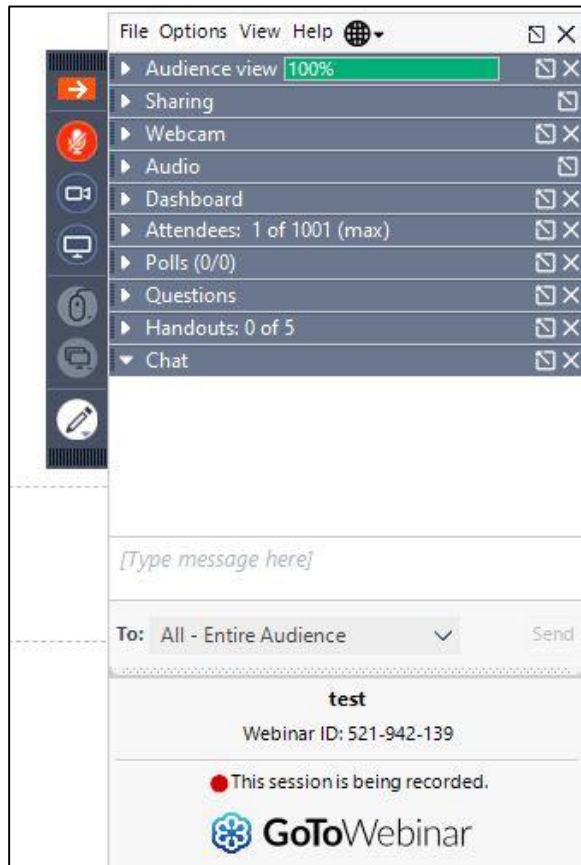 File Options View Help
Audience view 100%
Sharing
Webcam
Audio
Dashboard
Attendees: 1 of 1001 (max)
Polls (0/0)
Questions
Handouts: 0 of 5
Chat
[Type message here]
To: All - Entire Audience Send
test
Webinar ID: 521-942-139
This session is being recorded.
GoToWebinar